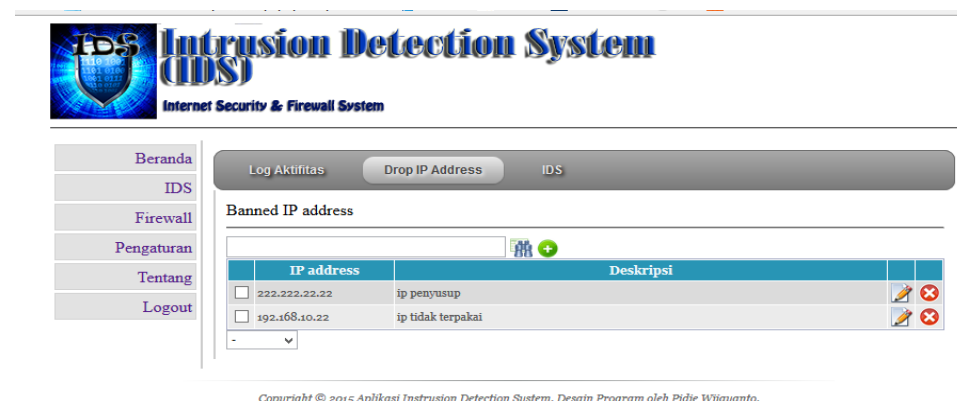 IDS
Intrusion Detection System
(IDS)
Internet Security & Firewall System
Beranda
IDS
Firewall
Pengaturan
Tentang
Logout
Log Aktifitas Drop IP Address IDS
Banned IP address
IP address Deskripsi
222.222.22.22 ip penyusup
192.168.10.22 ip tidak terpakai
-
Copyright © 2015 Aplikasi Instrusion Detection System. Desain Program oleh Pidie Wijayanto.